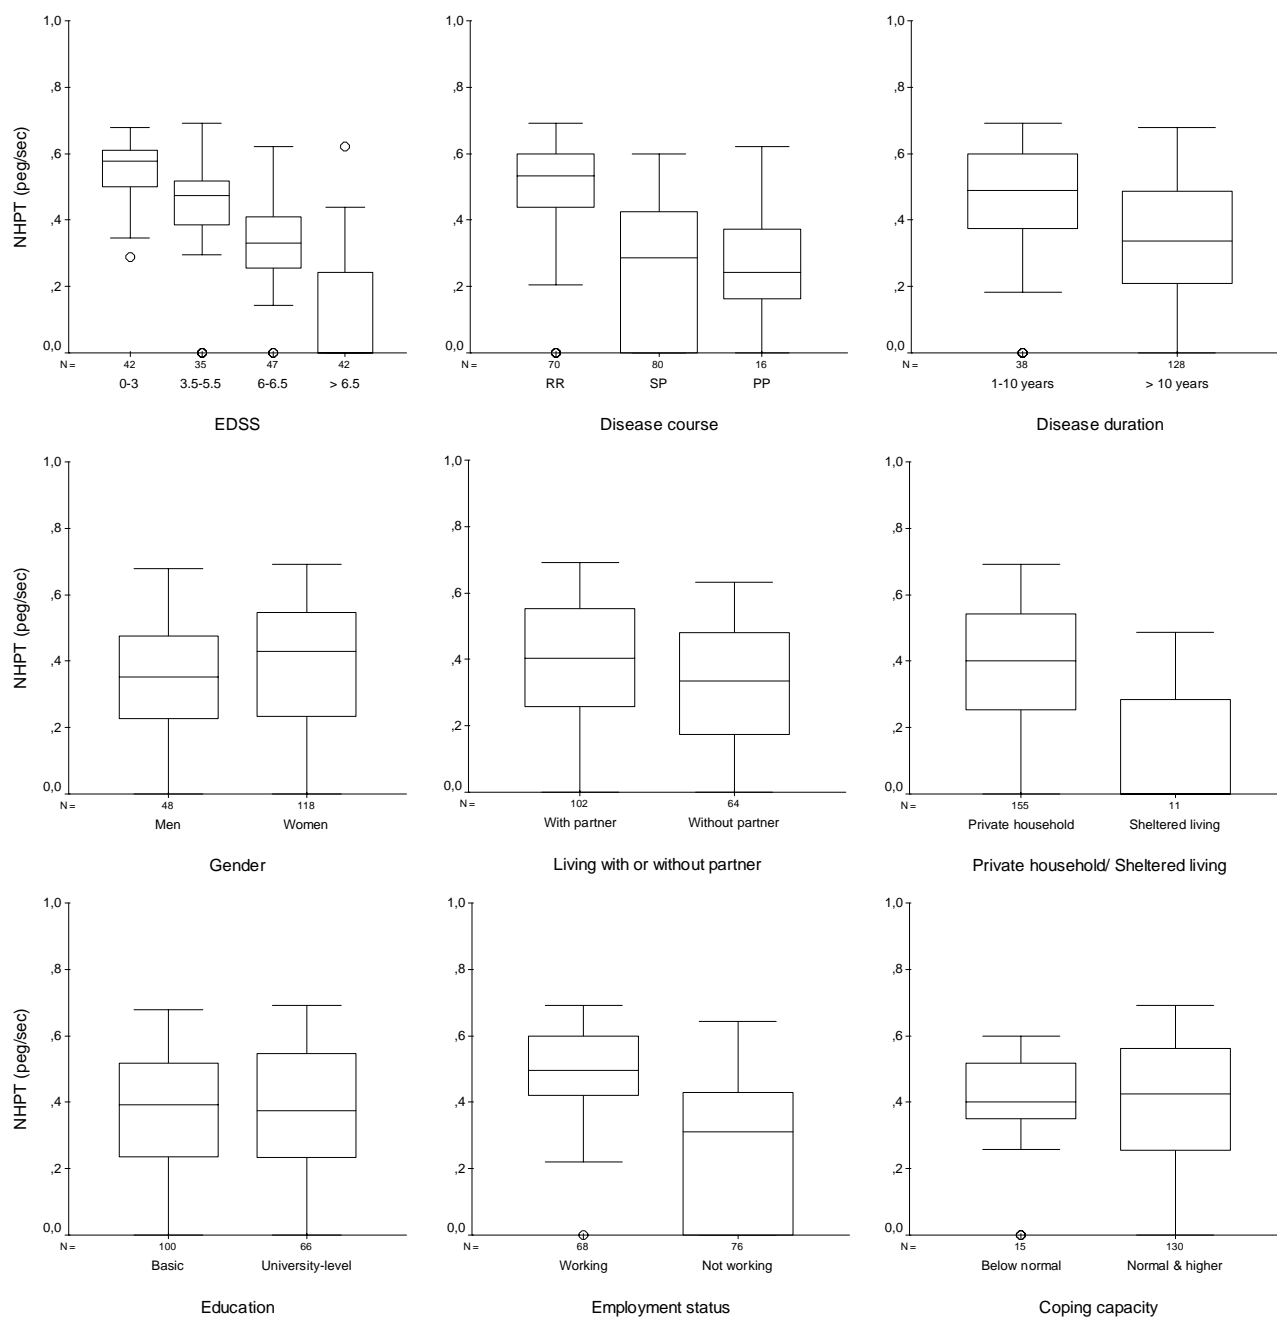 1,0
,8
,6
,4
,2
0,0
NHPT (peg/sec)
N = 42 35 47 42
0-3 3.5-5.5 6-6.5 > 6.5
EDSS
1,0
,8
,6
,4
,2
0,0
N = 70 80 16
RR SP PP
Disease course
1,0
,8
,6
,4
,2
0,0
N = 38 128
1-10 years > 10 years
Disease duration
1,0
,8
,6
,4
,2
0,0
NHPT (peg/sec)
N = 48 118
Men Women
Gender
1,0
,8
,6
,4
,2
0,0
N = 102 64
With partner Without partner
Living with or without partner
1,0
,8
,6
,4
,2
0,0
N = 155 11
Private household Sheltered living
Private household/ Sheltered living
1,0
,8
,6
,4
,2
0,0
NHPT (peg/sec)
N = 100 66
Basic University-level
Education
1,0
,8
,6
,4
,2
0,0
N = 68 76
Working Not working
Employment status
1,0
,8
,6
,4
,2
0,0
N = 15 130
Below normal Normal & higher
Coping capacity